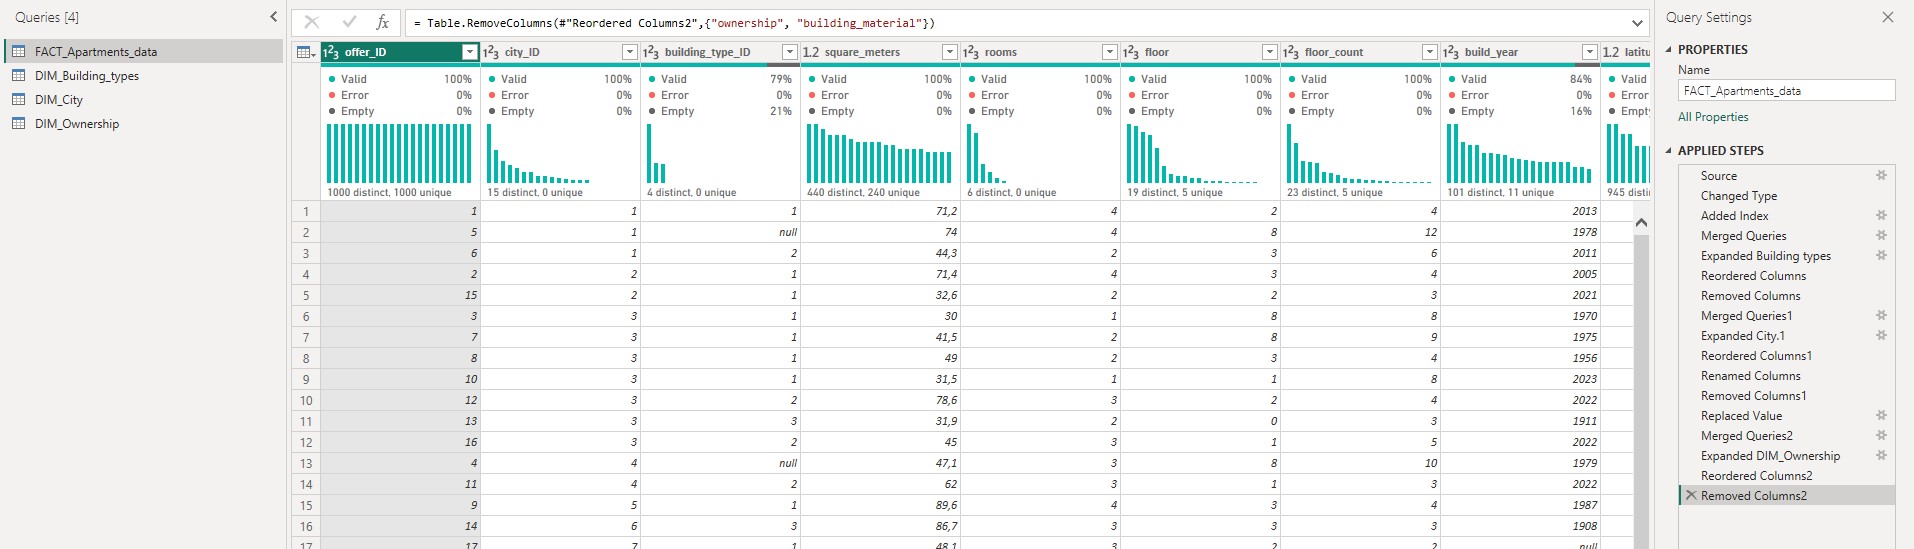 Queries [4]
FACT_Apartments_data
DIM_Building_types
DIM_City
DIM_Ownership
fx = Table.RemoveColumns(#"Reordered Columns2",{"ownership", "building_material"})
1²3 offer_ID 1²3 city_ID 1²3 building_type_ID 1.2 square_meters 1²3 rooms 1²3 floor 1²3 floor_count 1²3 build_year 1.2 latitu
Valid 100% Valid 100% Valid 79% Valid 100% Valid 100% Valid 100% Valid 100% Valid 84% Valid
Error 0% Error 0% Error 0% Error 0% Error 0% Error 0% Error 0% Error 0% Error
Empty 0% Empty 0% Empty 21% Empty 0% Empty 0% Empty 0% Empty 0% Empty 16% Empty
1000 distinct, 1000 unique 15 distinct, 0 unique 4 distinct, 0 unique 440 distinct, 240 unique 6 distinct, 0 unique 19 distinct, 5 unique 23 distinct, 5 unique 101 distinct, 11 unique 945 disti
1 1 1 1 71,2 4 2 4 2013
2 5 1 null 74 4 8 12 1978
3 6 1 2 44,3 2 3 6 2011
4 2 2 1 71,4 4 3 4 2005
5 15 2 1 32,6 2 2 3 2021
6 3 3 1 30 1 8 8 1970
7 7 3 1 41,5 2 8 9 1975
8 8 3 1 49 2 3 4 1956
9 10 3 1 31,5 1 1 8 2023
10 12 3 2 78,6 3 2 4 2022
11 13 3 3 31,9 2 0 3 1911
12 16 3 2 45 3 1 5 2022
13 4 4 null 47,1 3 8 10 1979
14 11 4 2 62 3 1 3 2022
15 9 5 1 89,6 4 3 4 1987
16 14 6 3 86,7 3 3 3 1908
17 17 7 1 48,1 3 2 2 null
Query Settings
PROPERTIES
Name
FACT_Apartments_data
All Properties
APPLIED STEPS
Source
Changed Type
Added Index
Merged Queries
Expanded Building types
Reordered Columns
Removed Columns
Merged Queries1
Expanded City.1
Reordered Columns1
Renamed Columns
Removed Columns1
Replaced Value
Merged Queries2
Expanded DIM_Ownership
Reordered Columns2
Removed Columns2